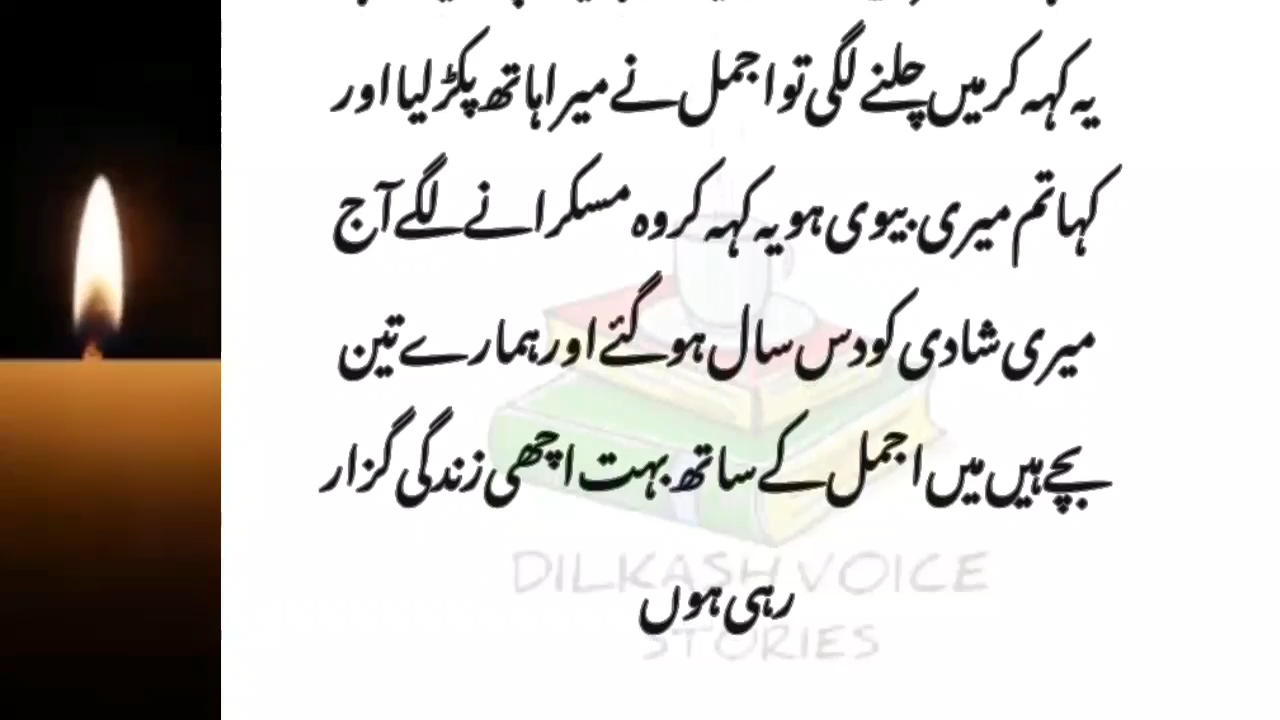 یہ کہہ کر میں چلنے لگی تو اجمل نے میرا ہاتھ پکڑ لیا اور
کہا تم میری بیوی ہو یہ کہہ کر وہ مسکرانے لگے آج
میری شادی کو دس سال ہو گئے اور ہمارے تین
بچے ہیں میں اجمل کے ساتھ بہت اچھی زندگی گزار
رہی ہوں
DILKASH VOICE
STORIES